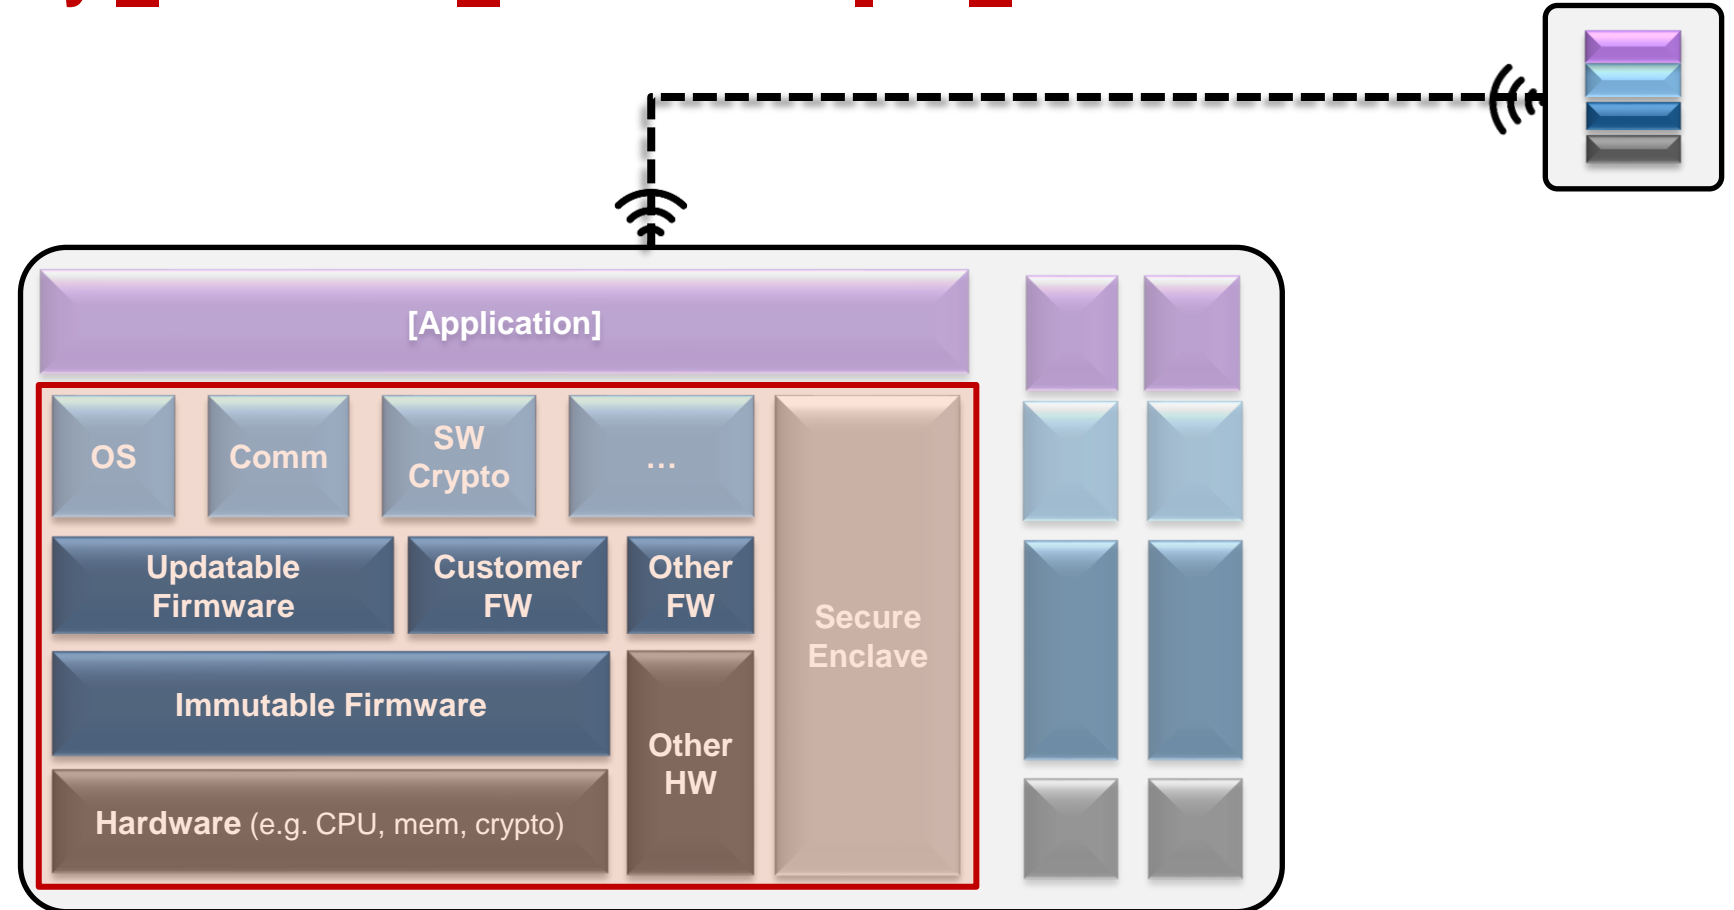 [Application]
OS
Comm
SW
Crypto
...
Updatable
Firmware
Customer
FW
Other
FW
Secure
Enclave
Immutable Firmware
Other
HW
Hardware (e.g. CPU, mem, crypto)